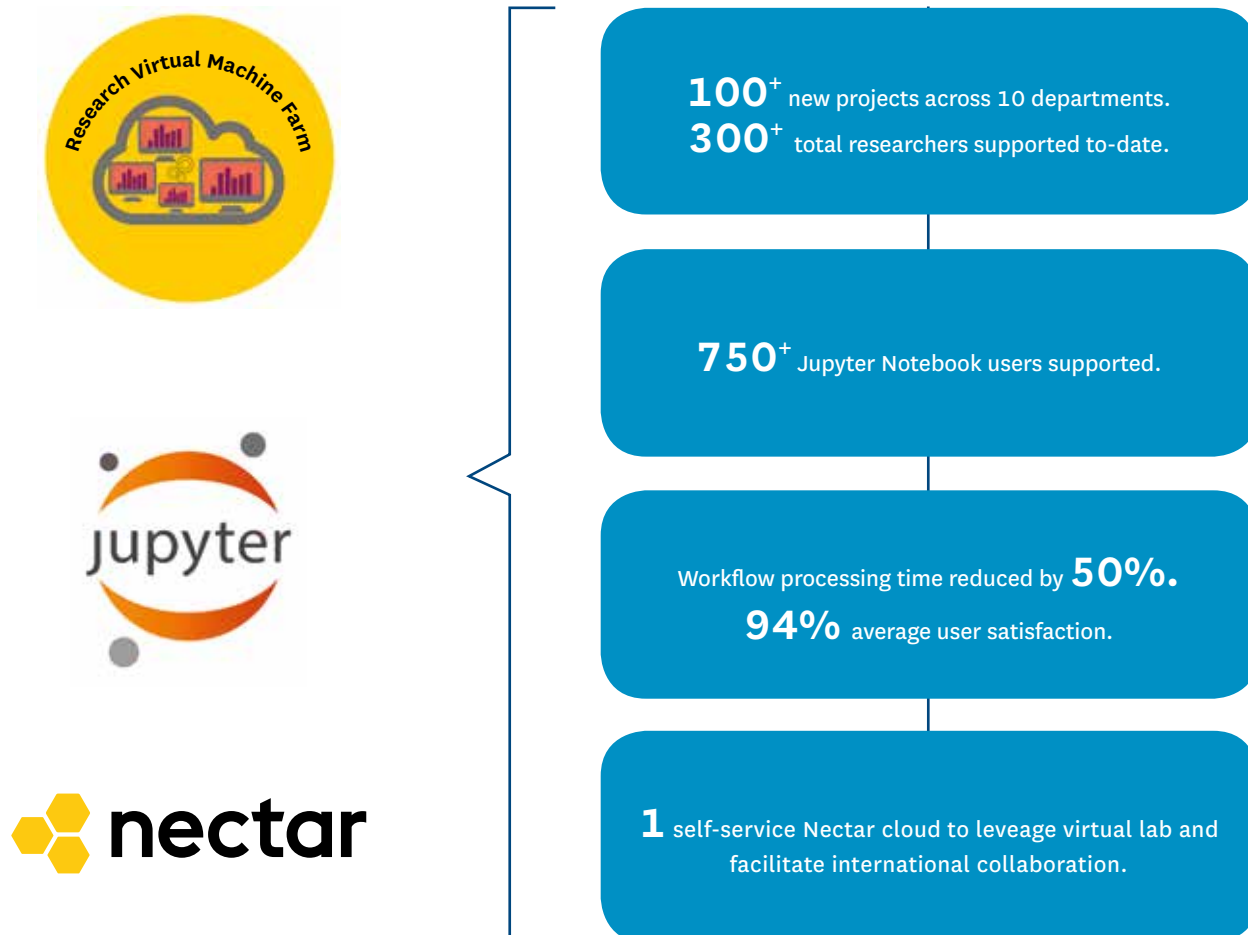 Research Virtual Machine Farm
jupyter
nectar
100+ new projects across 10 departments.
300+ total researchers supported to-date.
750+ Jupyter Notebook users supported.
Workflow processing time reduced by 50%.
94% average user satisfaction.
1 self-service Nectar cloud to leveage virtual lab and
facilitate international collaboration.